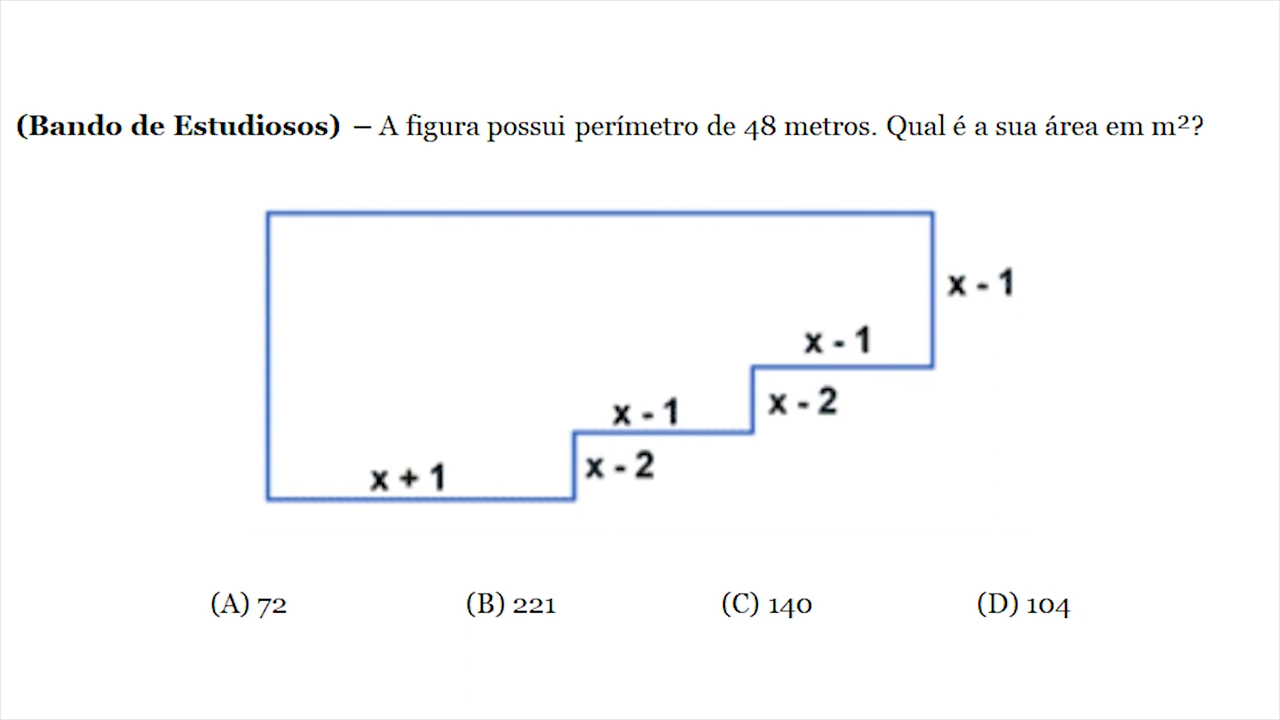 (Bando de Estudiosos) – A figura possui perímetro de 48 metros. Qual é a sua área em m²?
x - 1
x - 1
x - 2
x - 1
x - 2
x + 1
(A) 72 (B) 221 (C) 140 (D) 104